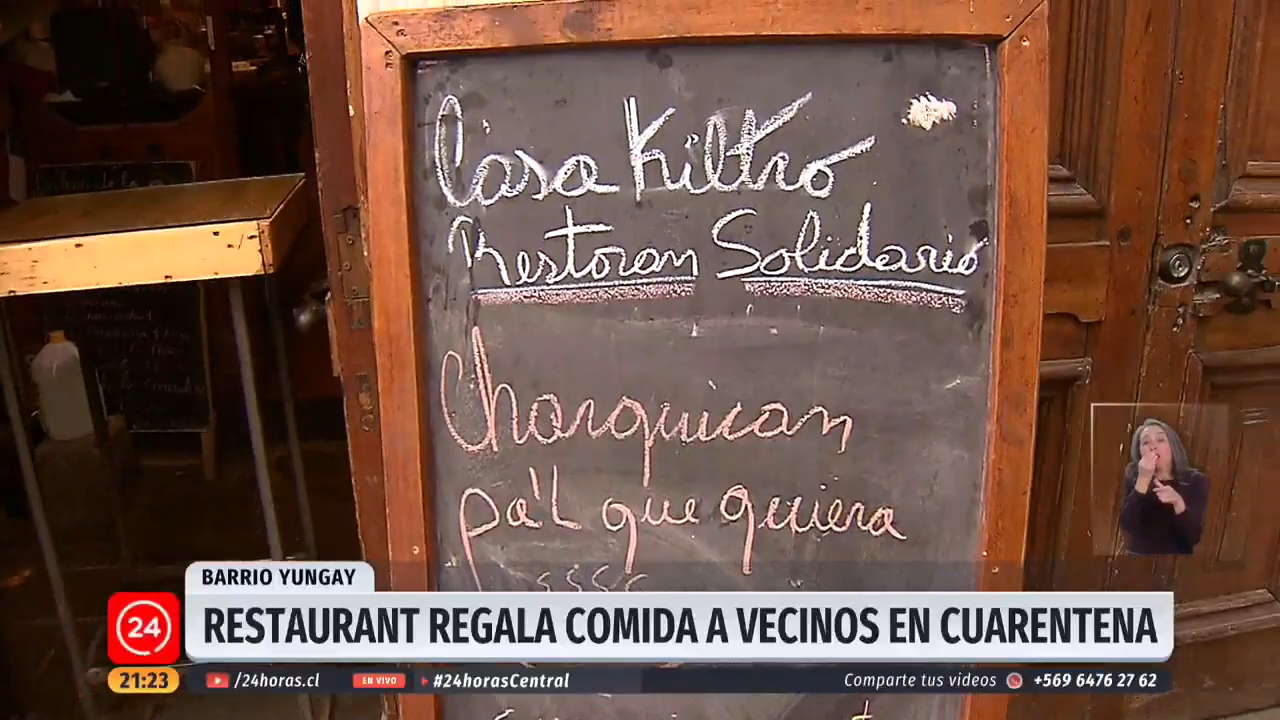 Casa Kiltro
Restoran Solidario
Charquican
pa'l que quiera
BARRIO YUNGAY
24
RESTAURANT REGALA COMIDA A VECINOS EN CUARENTENA
21:23
/24horas.cl
EN VIVO
#24horasCentral
Comparte tus videos
+569 6476 27 62